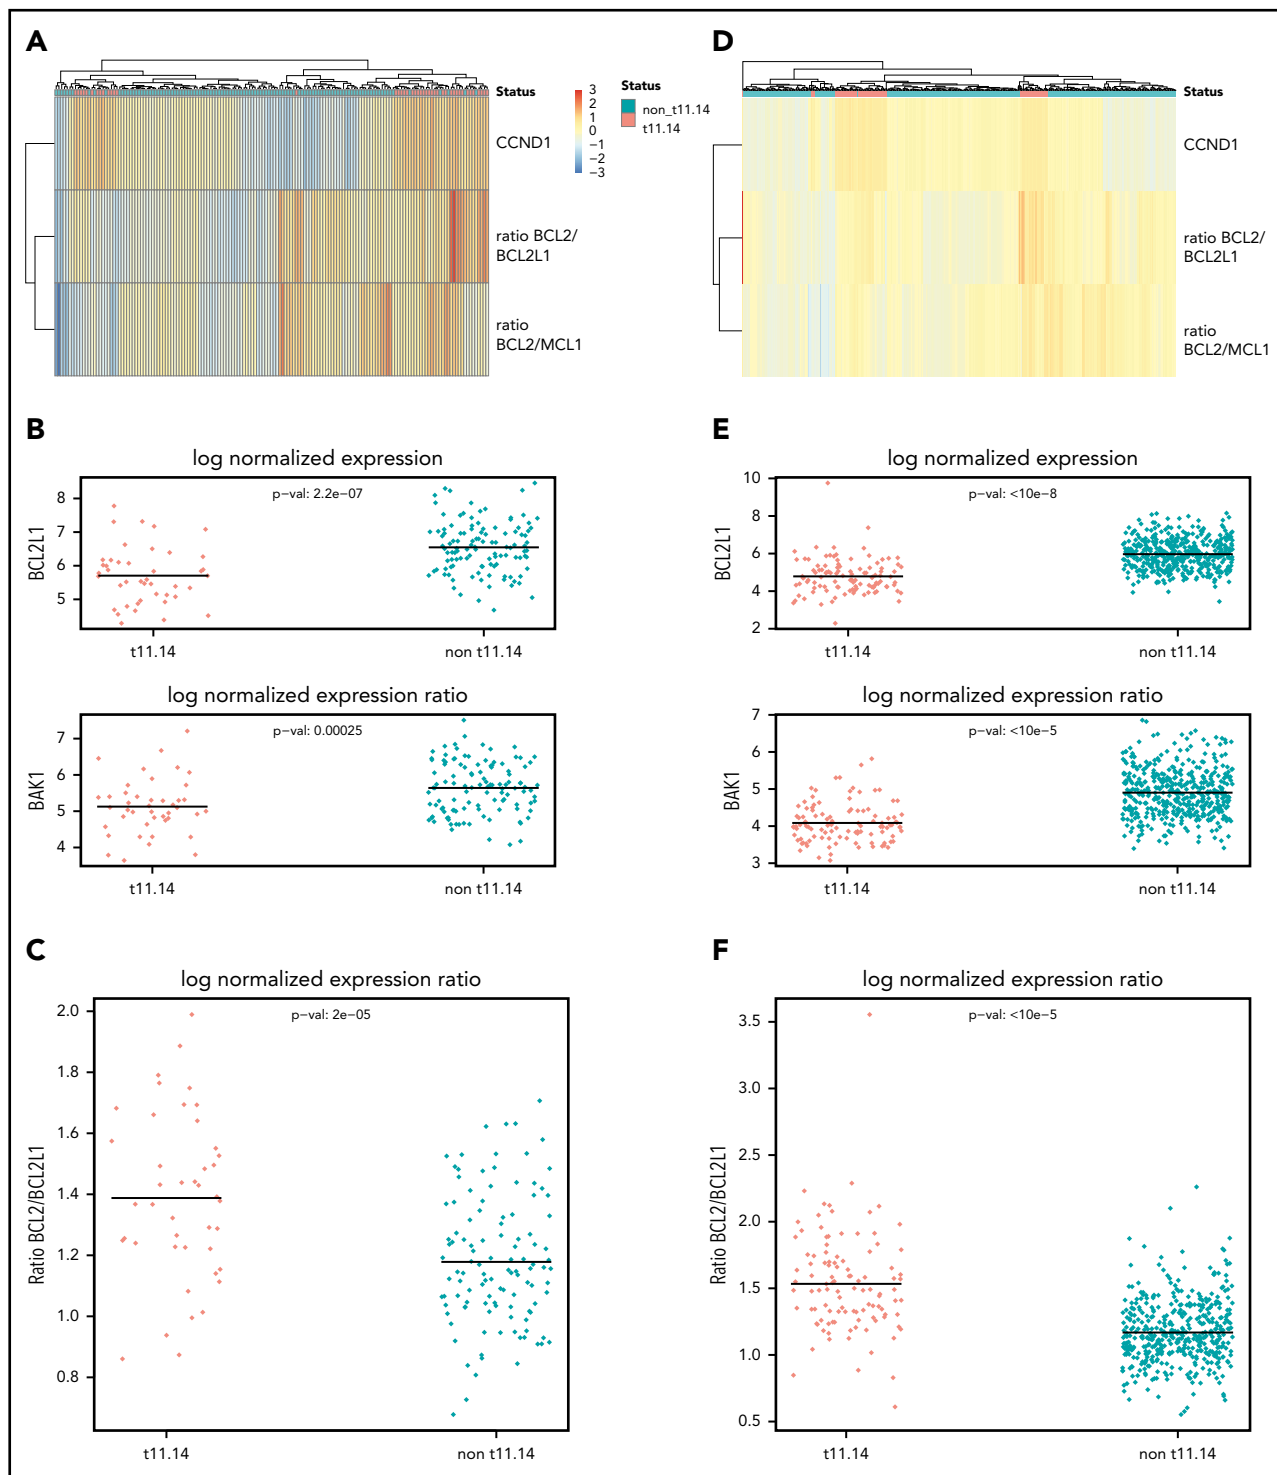 A
Status
CCND1
ratio BCL2/
BCL2L1
ratio
BCL2/MCL1
3
2
1
0
−1
−2
−3
Status
non_t11.14
t11.14
D
Status
CCND1
ratio BCL2/
BCL2L1
ratio
BCL2/MCL1
B
log normalized expression
p-val: 2.2e-07
BCL2L1
8
7
6
5
t11.14
non t11.14
log normalized expression ratio
p−val: 0.00025
BAK1
7
6
5
4
t11.14
non t11.14
E
log normalized expression
p−val: <10e-8
BCL2L1
10
8
6
4
2
t11.14
non t11.14
log normalized expression ratio
p−val: <10e−5
BAK1
7
6
5
4
3
t11.14
non t11.14
C
log normalized expression ratio
p-val: 2e−05
Ratio BCL2/BCL2L1
2.0
1.8
1.6
1.4
1.2
1.0
0.8
t11.14
non t11.14
F
log normalized expression ratio
p−val: <10e−5
Ratio BCL2/BCL2L1
3.5
3.0
2.5
2.0
1.5
1.0
0.5
t11.14
non t11.14